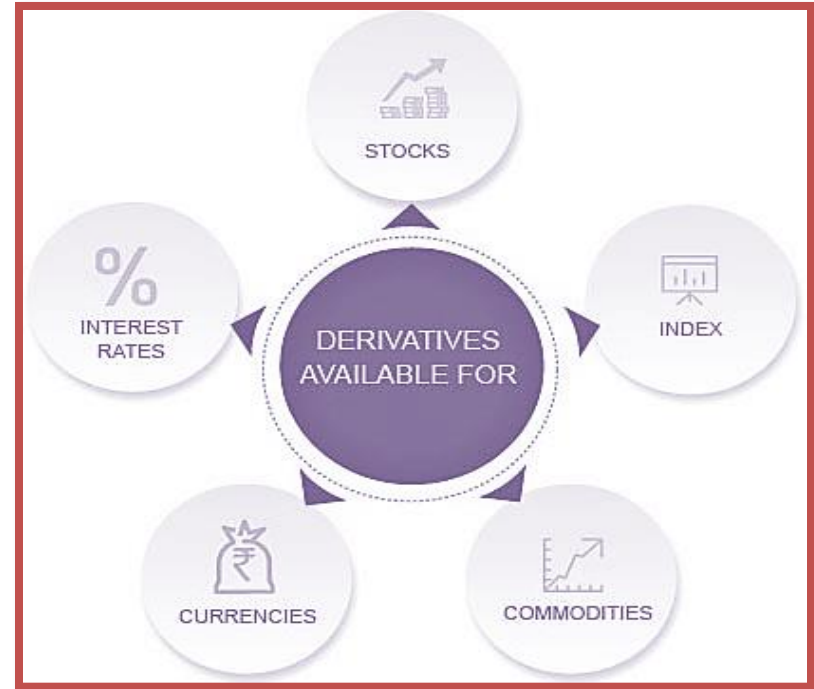 STOCKS
INDEX
COMMODITIES
CURRENCIES
%
INTEREST
RATES
DERIVATIVES
AVAILABLE FOR
₹